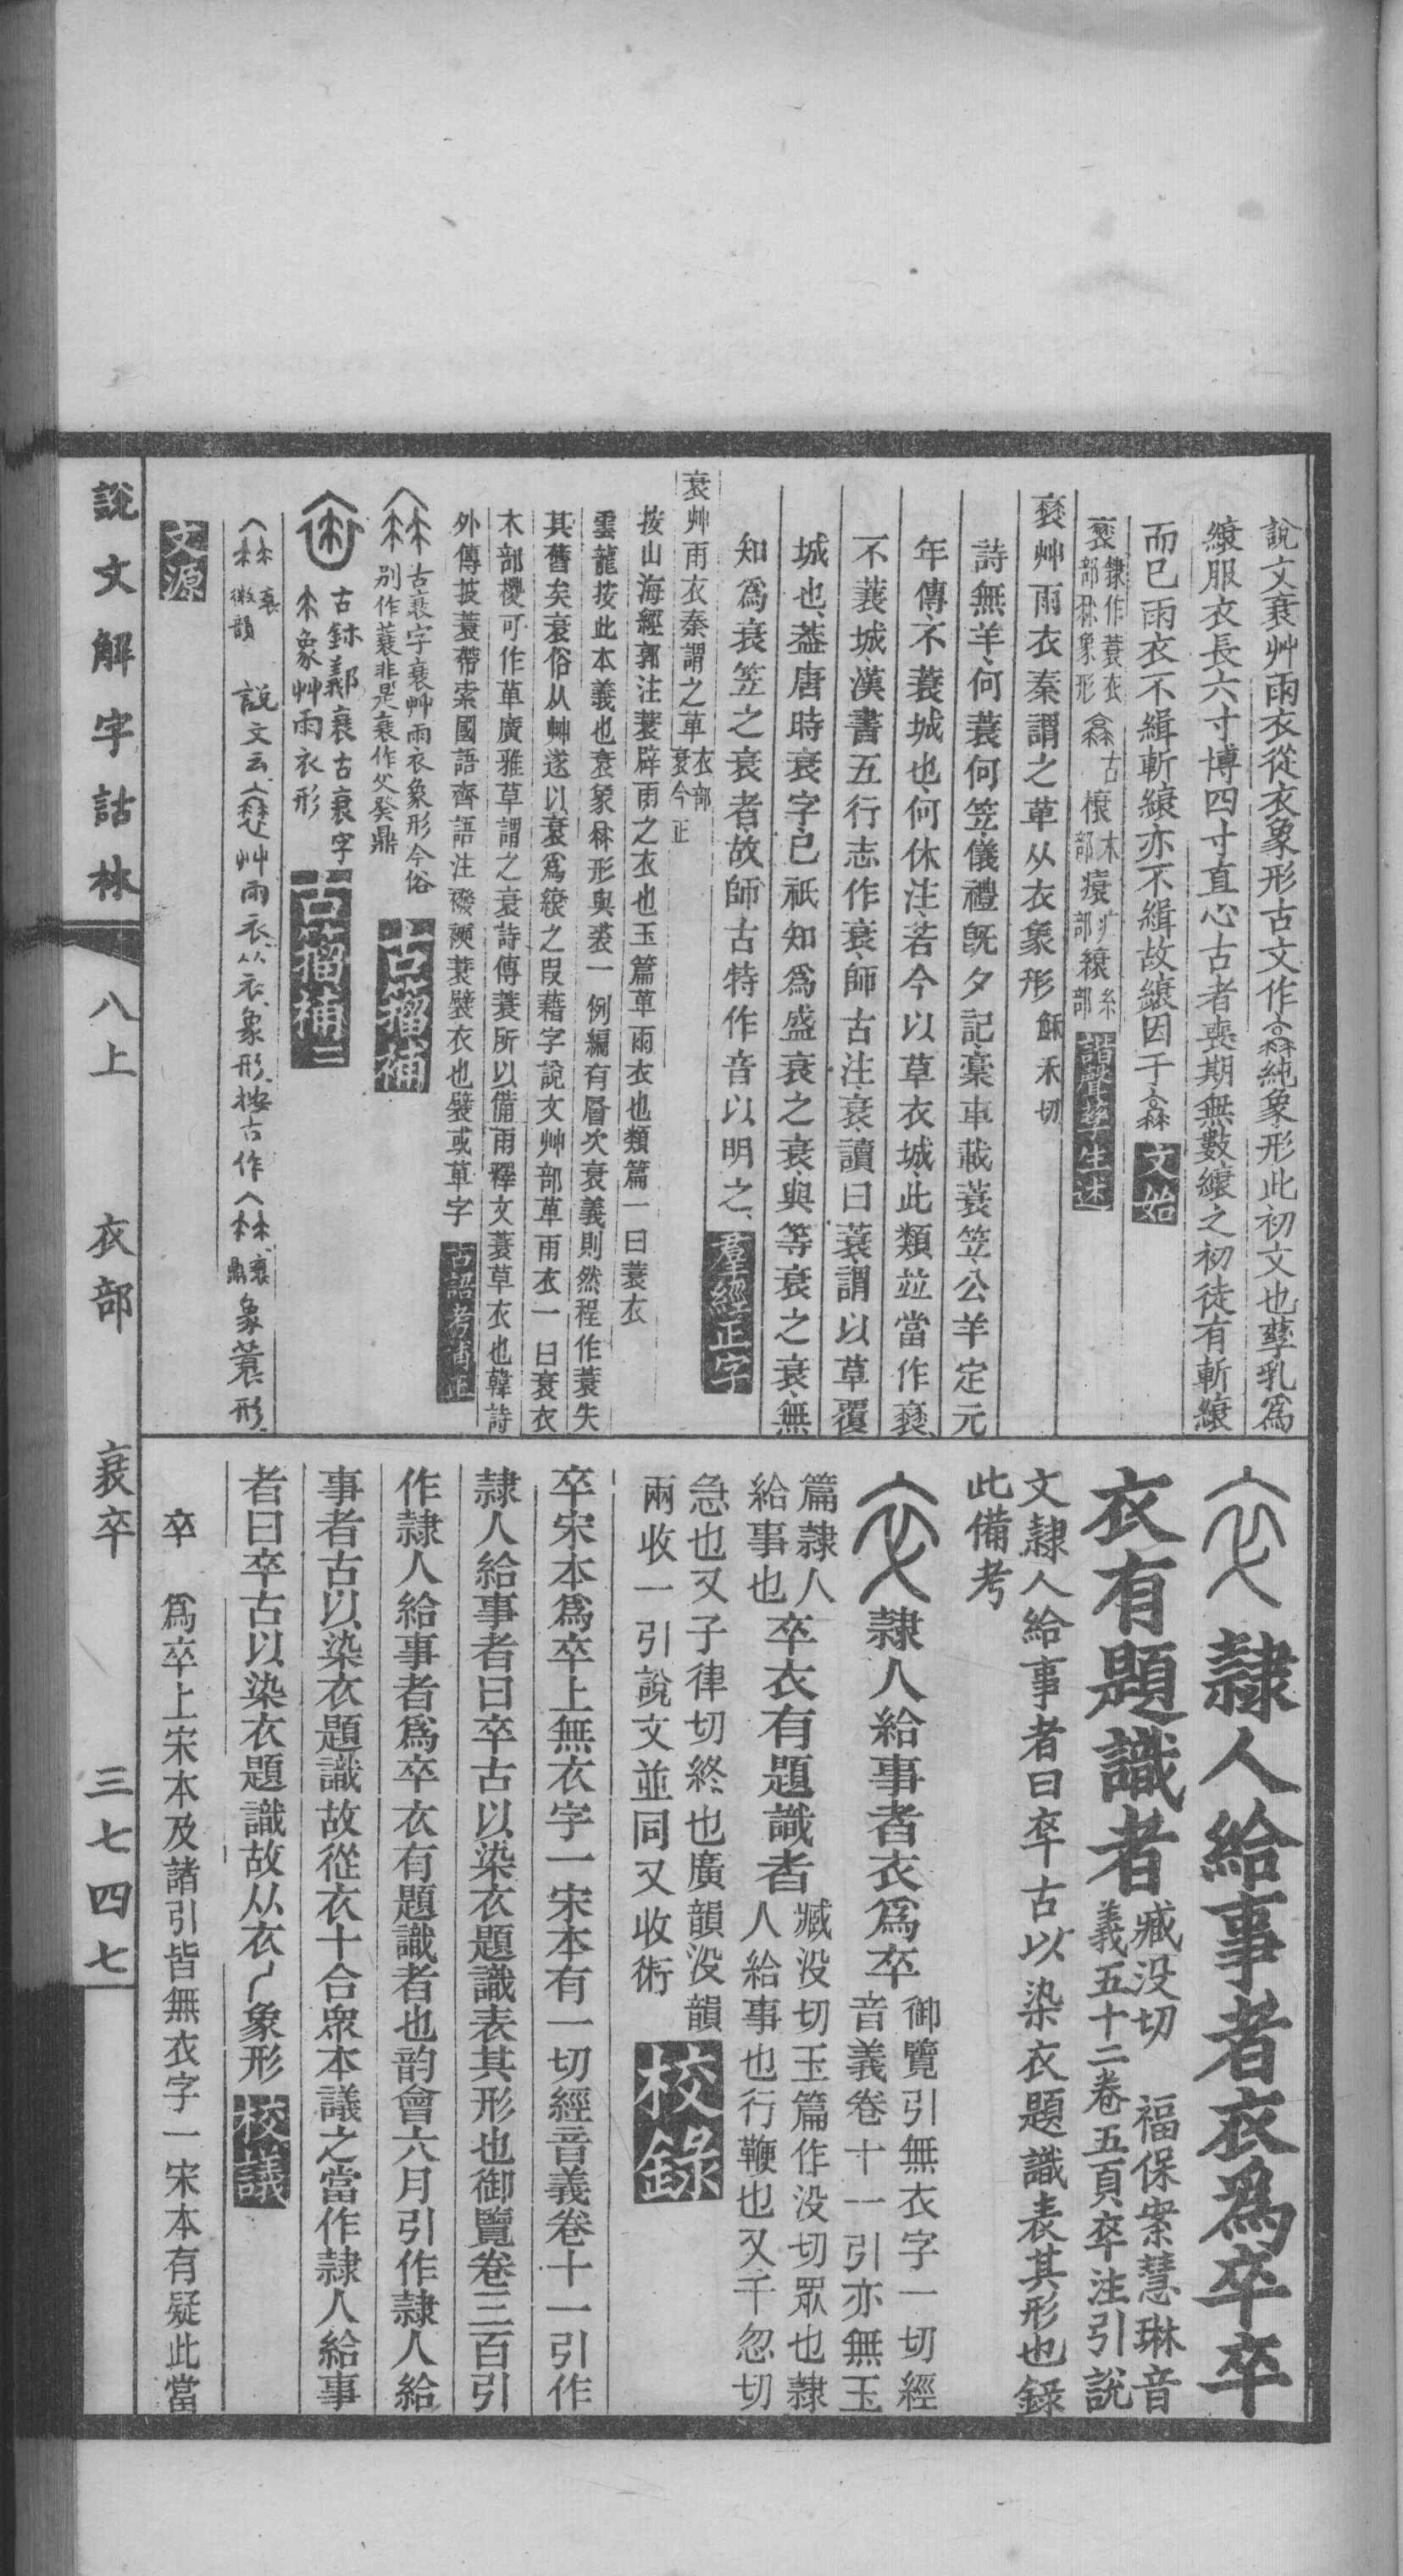 說文衰艸雨衣從衣象形古文作𠫚純象形此初文也孳乳爲
縗服衣長六寸博四寸直心古者喪期無數縗之初徒有斬縗
而已雨衣不緝斬縗亦不緝故縗因于𠫚文始
衰隸作蓑衣部𣏟象形 𠫚古榱木部㾽疒部縗糸部諧聲孳生述
衰艸雨衣秦謂之萆从衣象形穌禾切
詩無羊何蓑何笠儀禮旣夕記槀車載蓑笠公羊定元
年傳不蓑城也何休注若今以草衣城此類竝當作衰
不蓑城漢書五行志作衰師古注衰讀曰蓑謂以草覆
城也葢唐時衰字已祇知爲盛衰之衰與等衰之衰無
知爲衰笠之衰者故師古特作音以明之羣經正字
衰艸雨衣秦謂之萆衣部衰今正
按山海經郭注蓑辟雨之衣也玉篇萆雨衣也類篇一曰蓑衣
雲龍按此本義也衰象𣏟形與裘一例編有層次衰義則然程作蓑失
其舊矣衰俗从艸遂以衰爲縗之叚藉字說文艸部萆雨衣一曰衰衣
木部櫻可作萆廣雅草謂之衰詩傳蓑所以備雨釋文蓑草衣也韓詩
外傳披蓑帶索國語齊語注襏襫蓑襞衣也襞或萆字古語考補正
古衰字衰艸雨衣象形今俗
別作蓑非是衰作父癸鼎古籀補
古鉥鄴衰古衰字
象艸雨衣形古籀補二
衰微韻 說文云艸雨衣从衣象形按古作衰鼎象蓑形
文源
隸人給事者衣爲卒卒
衣有題識者臧没切 福保案慧琳音義五十二卷五頁卒注引說
文隸人給事者曰卒古以染衣題識表其形也錄
此備考
隸人給事者衣爲卒御覽引無衣字一切經音義卷十一引亦無玉
篇隸人給事也卒衣有題識者臧没切玉篇作没切眾也隸人給事也行鞭也又千忽切
急也又子律切終也廣韻没韻
兩收一引說文並同又收術校錄
卒宋本爲卒上無衣字一宋本有一切經音義卷十一引作
隸人給事者曰卒古以染衣題識表其形也御覽卷三百引
作隸人給事者爲卒衣有題識者也韵會六月引作隸人給
事者古以染衣題識故從衣十合眾本議之當作隸人給事
者曰卒古以染衣題識故从衣丿象形校議
卒 爲卒上宋本及諸引皆無衣字一宋本有疑此當
說文解字詁林 八上 衣部 衰卒 三七四七